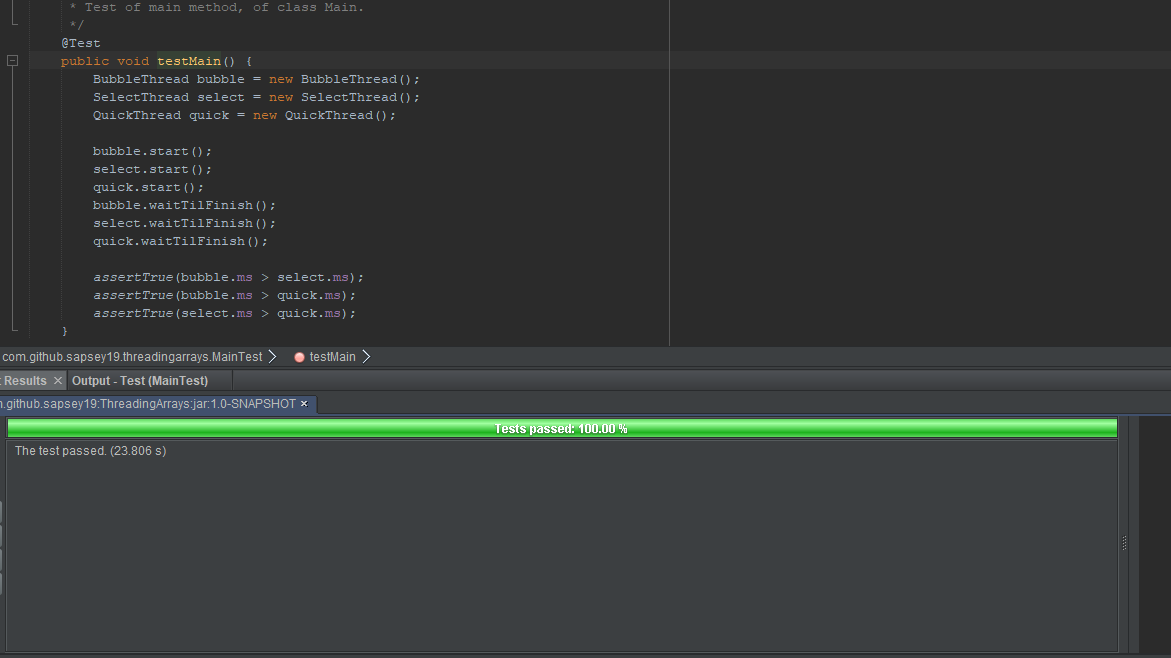 * Test of main method, of class Main.
*/
@Test
public void testMain() {
BubbleThread bubble = new BubbleThread();
SelectThread select = new SelectThread();
QuickThread quick = new QuickThread();
bubble.start();
select.start();
quick.start();
bubble.waitTilFinish();
select.waitTilFinish();
quick.waitTilFinish();
assertTrue(bubble.ms > select.ms);
assertTrue(bubble.ms > quick.ms);
assertTrue(select.ms > quick.ms);
}
com.github.sapsey19.threadingarrays.MainTest testMain
Results Output - Test (MainTest)
.github.sapsey19:ThreadingArrays:jar:1.0-SNAPSHOT
Tests passed: 100.00 %
The test passed. (23.806 s)